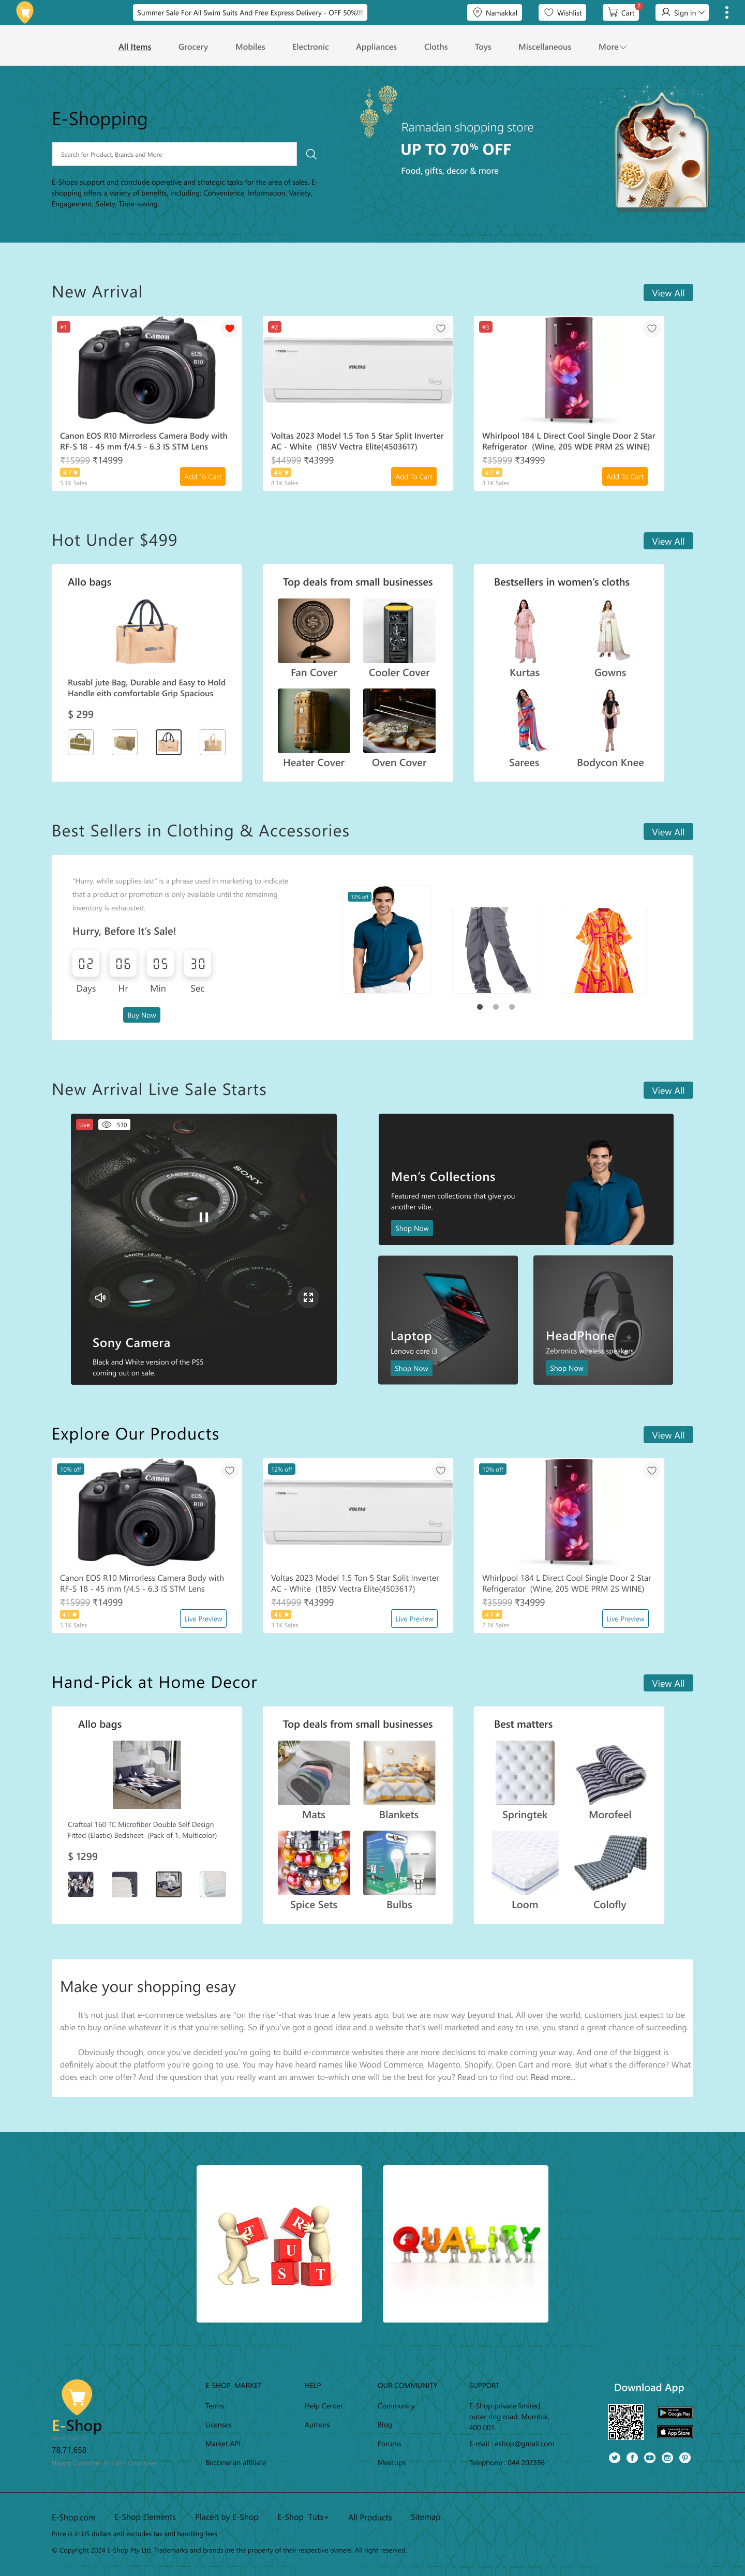 Summer Sale For All Swim Suits And Free Express Delivery - OFF 50%!!!
Namakkal
Wishlist
Cart
2
Sign In
All Items
Grocery
Mobiles
Electronic
Appliances
Cloths
Toys
Miscellaneous
More
E-Shopping
Search for Product, Brands and More
E-Shops support and conclude operative and strategic tasks for the area of sales. E-
shopping offers a variety of benefits, including: Convenience, Information, Variety,
Engagement, Safety, Time-saving.
Ramadan shopping store
UP TO 70% OFF
Food, gifts, decor & more
New Arrival
View All
#1
Canon
EOS
R10
Canon EOS R10 Mirrorless Camera Body with
RF-S 18 - 45 mm f/4.5 - 6.3 IS STM Lens
₹15999 ₹14999
4.7
5.1K Sales
Add To Cart
#2
VOLTAS
Voltas 2023 Model 1.5 Ton 5 Star Split Inverter
AC - White (185V Vectra Elite(4503617)
₹44999 ₹43999
8.1K Sales
Add To Cart
#3
Whirlpool 184 L Direct Cool Single Door 2 Star
Refrigerator (Wine, 205 WDE PRM 2S WINE)
₹35999 ₹34999
4.7
3.1K Sales
Add To Cart
Hot Under $499
View All
Allo bags
Rusabl jute Bag, Durable and Easy to Hold
Handle eith comfortable Grip Spacious
$ 299
Top deals from small businesses
Fan Cover
Cooler Cover
Heater Cover
Oven Cover
Bestsellers in women's cloths
Kurtas
Gowns
Sarees
Bodycon Knee
Best Sellers in Clothing & Accessories
View All
"Hurry, while supplies last" is a phrase used in marketing to indicate
that a product or promotion is only available until the remaining
inventory is exhausted.
Hurry, Before It's Sale!
02
06
05
30
Days
Hr
Min
Sec
Buy Now
12% off
New Arrival Live Sale Starts
View All
Live
530
CANON LENS
SONY
Sony Camera
Black and White version of the PS5
coming out on sale.
Men's Collections
Featured men collections that give you
another vibe.
Shop Now
Laptop
Lenovo core i3
Shop Now
HeadPhone
Zebronics wireless speakers
Shop Now
Explore Our Products
View All
10% off
Canon
EOS
R10
Canon EOS R10 Mirrorless Camera Body with
RF-S 18 - 45 mm f/4.5 - 6.3 IS STM Lens
₹15999 ₹14999
4.7
5.1K Sales
Live Preview
12% off
VOLTAS
Voltas 2023 Model 1.5 Ton 5 Star Split Inverter
AC - White (185V Vectra Elite(4503617)
₹44999 ₹43999
3.1K Sales
Live Preview
10% off
Whirlpool 184 L Direct Cool Single Door 2 Star
Refrigerator (Wine, 205 WDE PRM 2S WINE)
₹35999 ₹34999
4.7
2.1K Sales
Live Preview
Hand-Pick at Home Decor
View All
Allo bags
Crafteal 160 TC Microfiber Double Self Design
Fitted (Elastic) Bedsheet (Pack of 1, Multicolor)
$ 1299
Top deals from small businesses
Mats
Blankets
Spice Sets
Bulbs
Best matters
Springtek
Morofeel
Loom
Colofly
Make your shopping esay
It's not just that e-commerce websites are "on the rise"-that was true a few years ago, but we are now way beyond that. All over the world, customers just expect to be
able to buy online whatever it is that you're selling. So if you've got a good idea and a website that's well marketed and easy to use, you stand a great chance of succeeding.
Obviously though, once you've decided you're going to build e-commerce websites there are more decisions to make coming your way. And one of the biggest is
definitely about the platform you're going to use. You may have heard names like Wood Commerce, Magento, Shopify, Open Cart and more. But what's the difference? What
does each one offer? And the question that you really want an answer to-which one will be the best for you? Read on to find out Read more...
TRUST
QUALITY
E-Shop
78,71,658
E-SHOP MARKET
Terms
Licenses
Market API
Become an affiliate
HELP
Help Center
Authors
OUR COMMUNITY
Community
Blog
Forums
Meetups
SUPPORT
E-Shop private limited,
outer ring road, Mumbai,
400 001.
E-mail : eshop@gmail.com
Telephone : 044 202356
Download App
Google Play
App Store
E-Shop.com
E-Shop Elements
Placeit by E-Shop
E-Shop Tuts+
All Products
Sitemap
Price is in US dollars and excludes tax and handling fees
© Copyright 2024 E-Shop Pty Ltd. Trademarks and brands are the property of their respective owners. All right reserved.